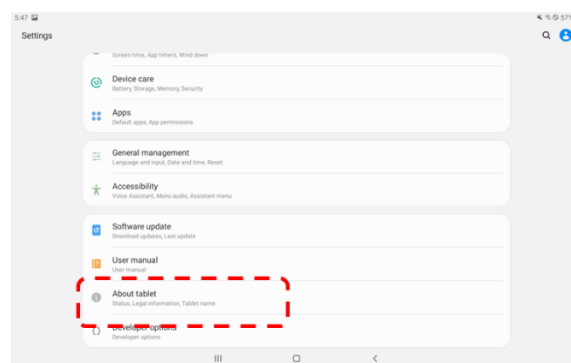 5:47 57%
Settings
Screen time, App timers, Wind down
Device care
Battery, Storage, Memory, Security
Apps
Default apps, App permissions
General management
Language and input, Date and time, Reset
Accessibility
Voice Assistant, Mono audio, Assistant menu
Software update
Download updates, Last update
User manual
User manual
About tablet
Status, Legal information, Tablet name
Developer options
Developer options